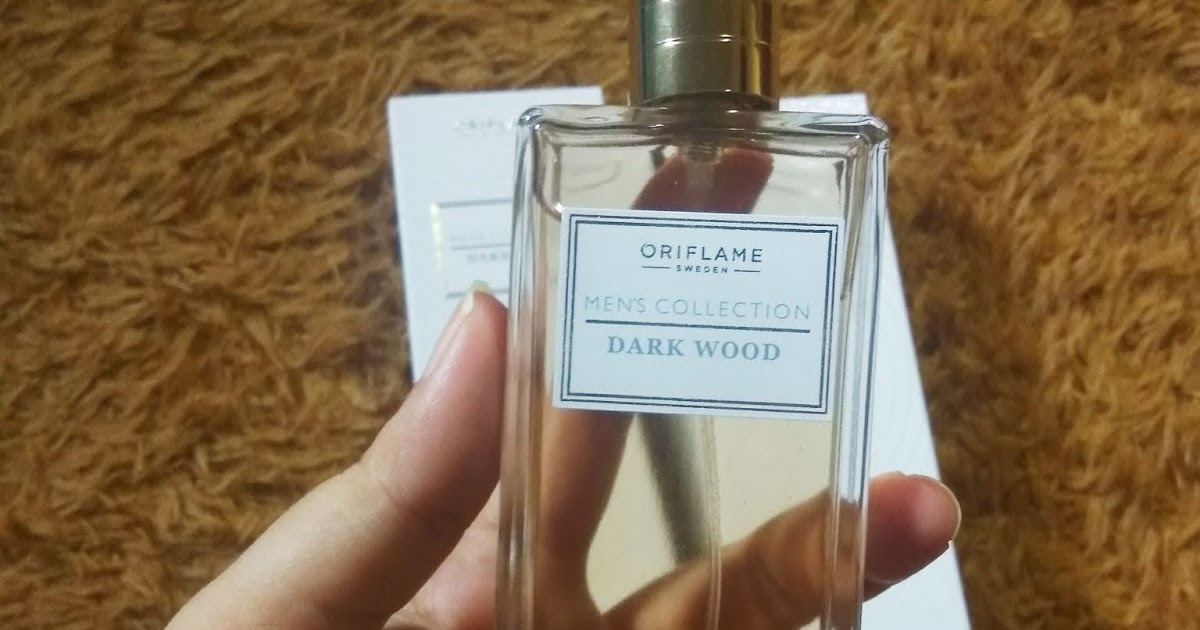 ORIFLAME
SWEDEN
MEN'S COLLECTION
DARK WOOD